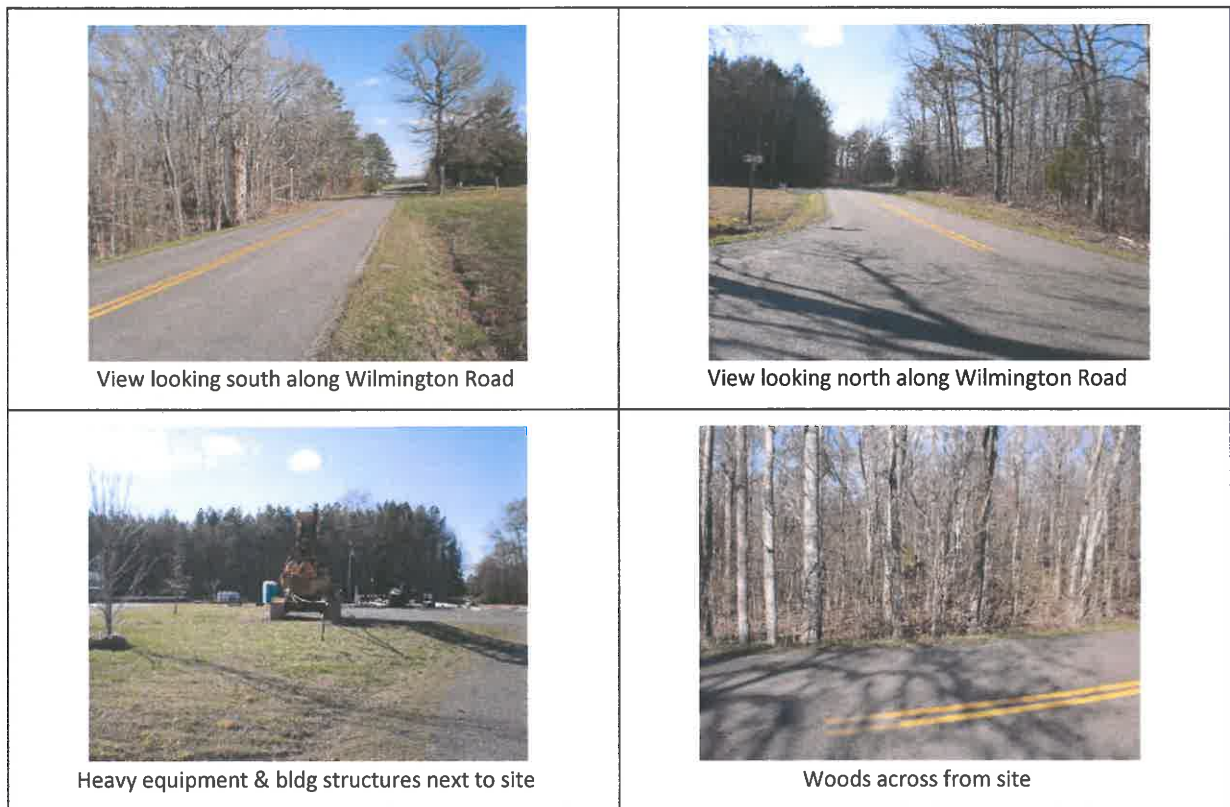 View looking south along Wilmington Road
View looking north along Wilmington Road
Heavy equipment & bldg structures next to site
Woods across from site